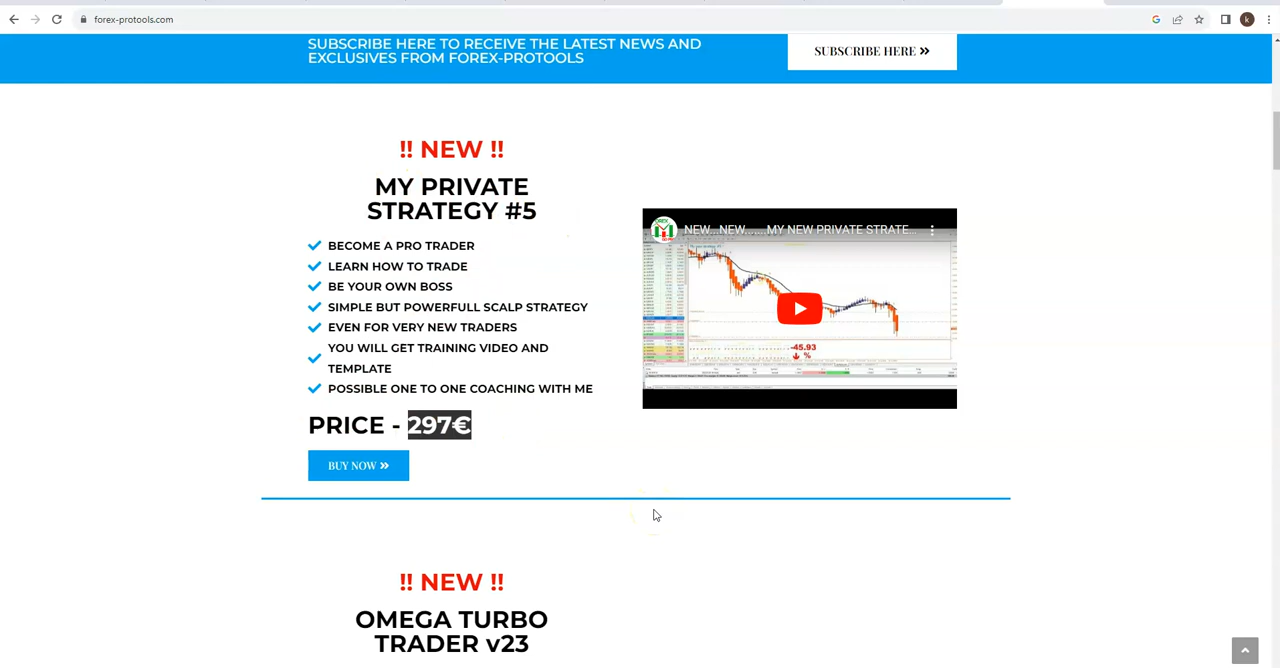 forex-protools.com
k
SUBSCRIBE HERE TO RECEIVE THE LATEST NEWS AND
EXCLUSIVES FROM FOREX-PROTOOLS
SUBSCRIBE HERE
!! NEW !!
MY PRIVATE
STRATEGY #5
BECOME A PRO TRADER
LEARN HOW TO TRADE
BE YOUR OWN BOSS
SIMPLE BUT POWERFULL SCALP STRATEGY
EVEN FOR VERY NEW TRADERS
YOU WILL GET TRAINING VIDEO AND
TEMPLATE
POSSIBLE ONE TO ONE COACHING WITH ME
PRICE - 297€
BUY NOW
NEW....NEW.......MY NEW PRIVATE STRATE...
-45.93
%
!! NEW !!
OMEGA TURBO
TRADER v23